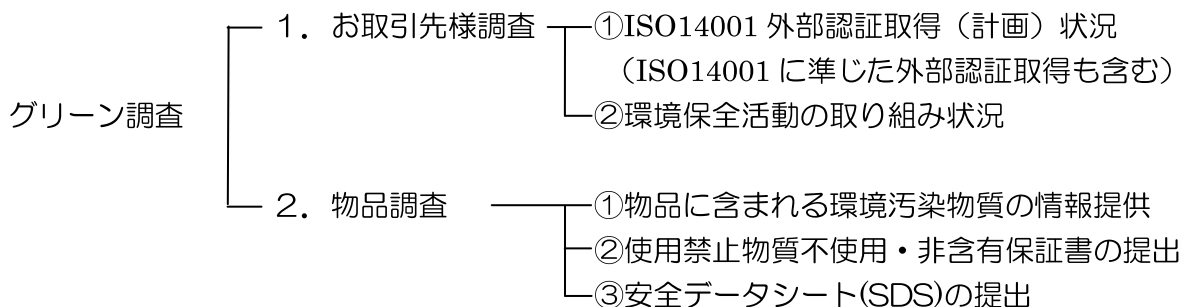 1．お取引先様調査 ①ISO14001 外部認証取得（計画）状況
（ISO14001 に準じた外部認証取得も含む）
グリーン調査 ②環境保全活動の取り組み状況
2．物品調査 ①物品に含まれる環境汚染物質の情報提供
②使用禁止物質不使用・非含有保証書の提出
③安全データシート(SDS)の提出